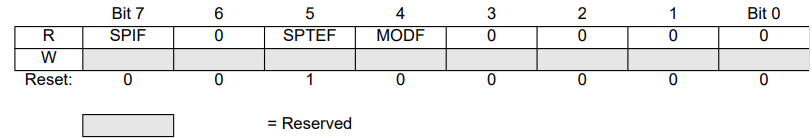 Bit 7 6 5 4 3 2 1 Bit 0
R SPIF 0 SPTEF MODF 0 0 0 0
W
Reset: 0 0 1 0 0 0 0 0
= Reserved